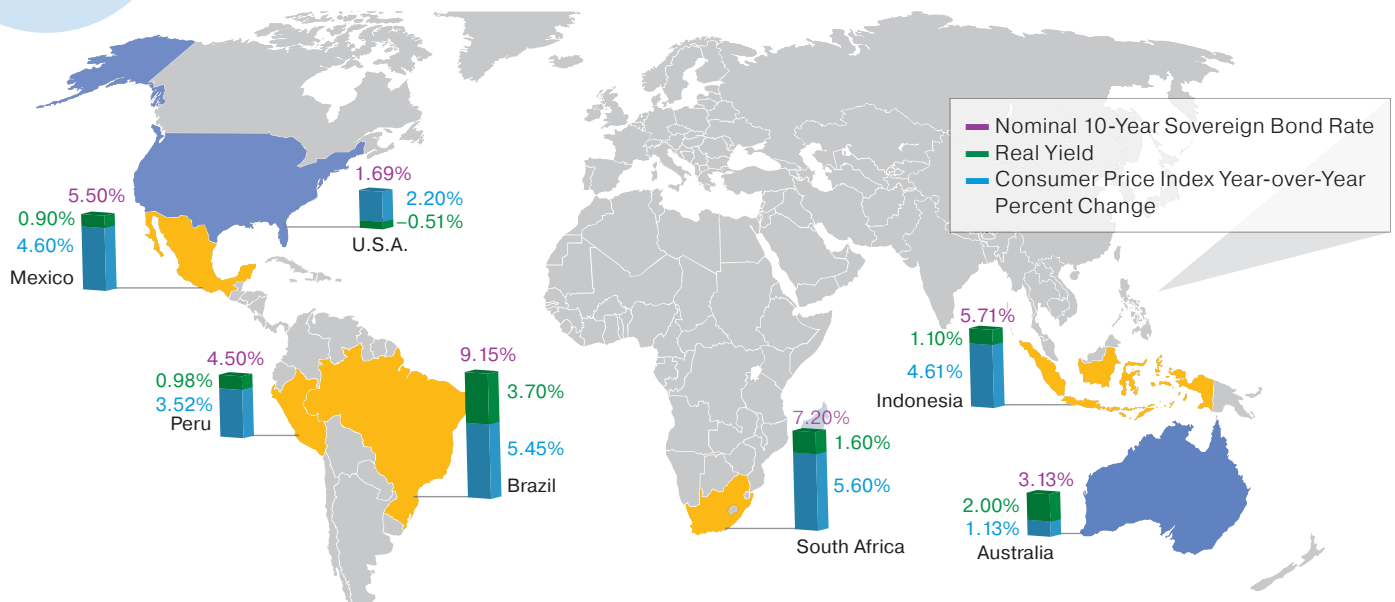 Nominal 10-Year Sovereign Bond Rate
Real Yield
Consumer Price Index Year-over-Year
Percent Change
5.50%
0.90%
4.60%
Mexico
1.69%
2.20%
–0.51%
U.S.A.
4.50%
0.98%
3.52%
Peru
9.15%
3.70%
5.45%
Brazil
7.20%
1.60%
5.60%
South Africa
5.71%
1.10%
4.61%
Indonesia
3.13%
2.00%
1.13%
Australia